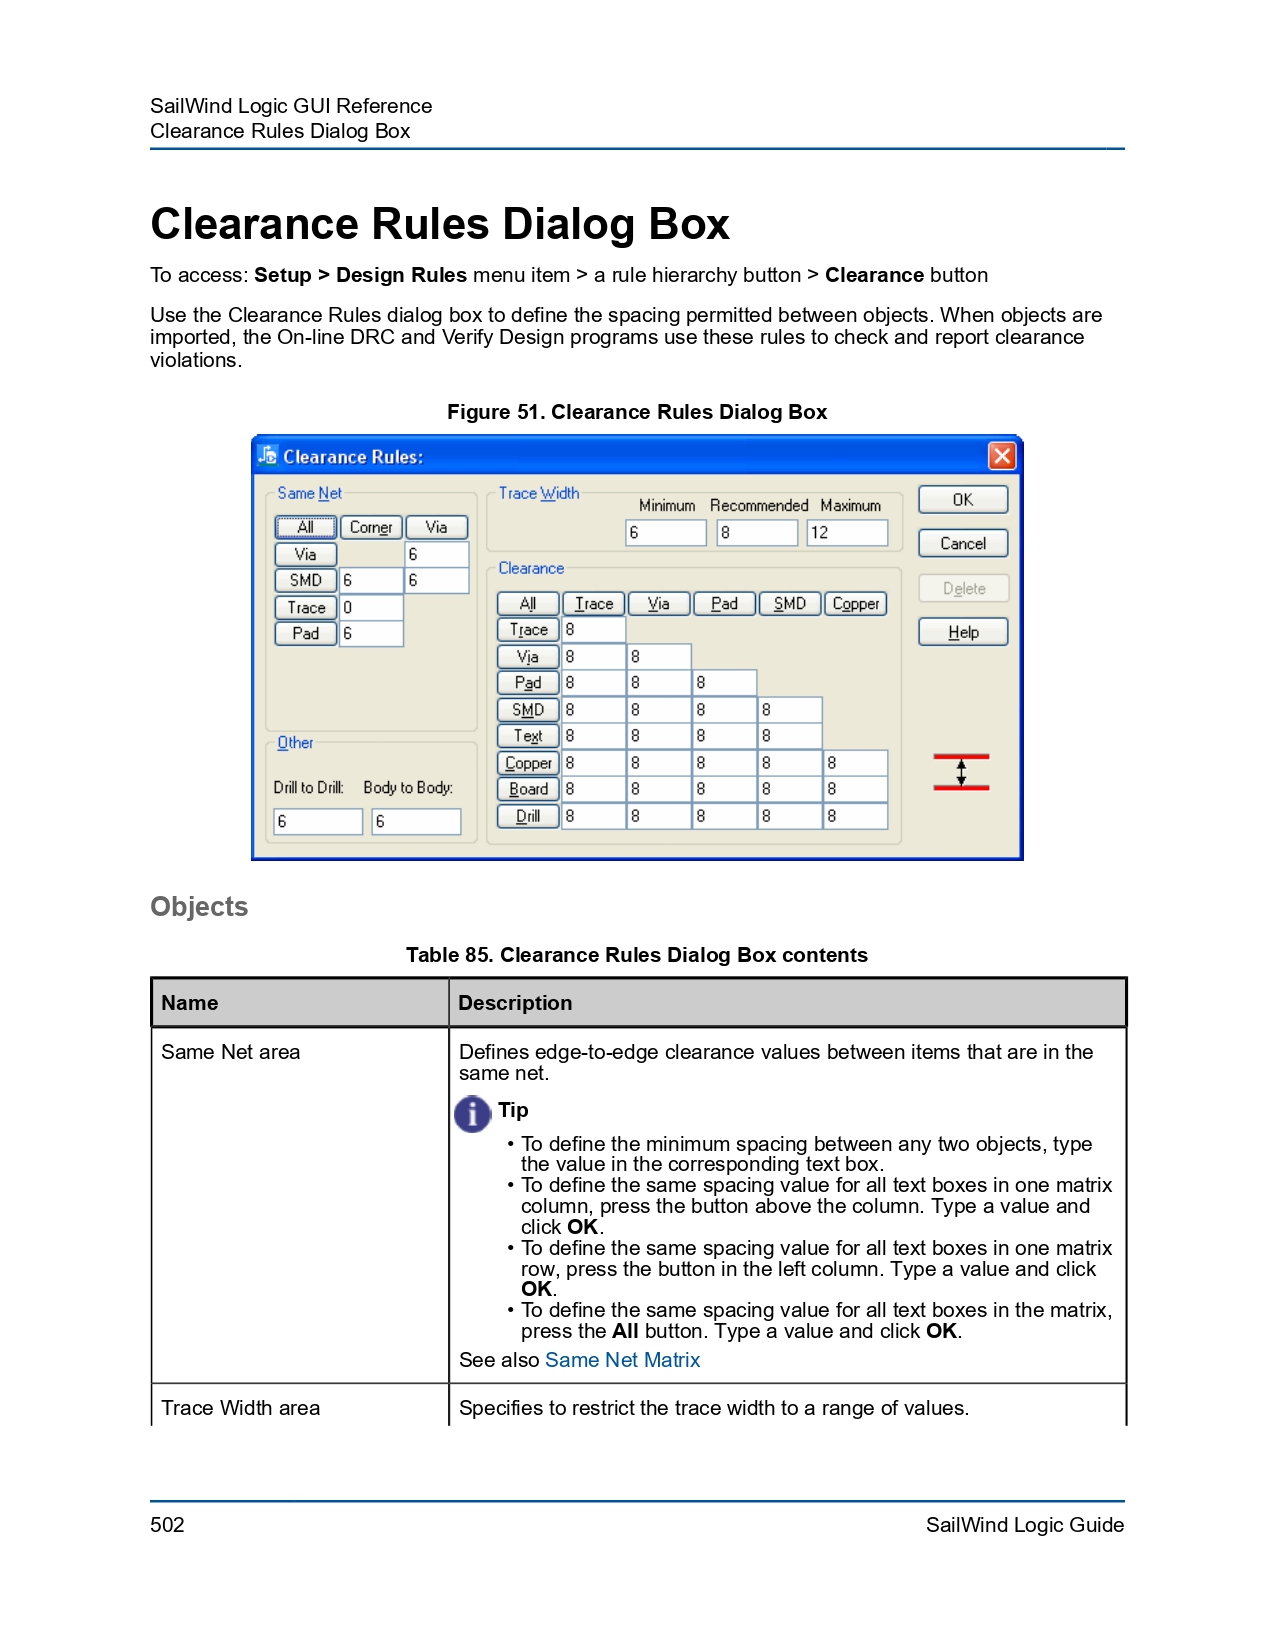 SailWind Logic GUI Reference
Clearance Rules Dialog Box
Clearance Rules Dialog Box
To access: Setup > Design Rules menu item > a rule hierarchy button > Clearance button
Use the Clearance Rules dialog box to define the spacing permitted between objects. When objects are
imported, the On-line DRC and Verify Design programs use these rules to check and report clearance
violations.
Figure 51. Clearance Rules Dialog Box
Clearance Rules:
Same Net
All Corner Via
Via 6
SMD 6 6
Trace 0
Pad 6
Other
Drill to Drill: Body to Body:
6 6
Trace Width
Minimum Recommended Maximum
6 8 12
Clearance
All Trace Via Pad SMD Copper
Trace 8
Via 8 8
Pad 8 8 8
SMD 8 8 8 8
Text 8 8 8 8
Copper 8 8 8 8 8
Board 8 8 8 8 8
Drill 8 8 8 8 8
OK
Cancel
Delete
Help
Objects
Table 85. Clearance Rules Dialog Box contents
Name Description
Same Net area Defines edge-to-edge clearance values between items that are in the
same net.
i Tip
• To define the minimum spacing between any two objects, type
the value in the corresponding text box.
• To define the same spacing value for all text boxes in one matrix
column, press the button above the column. Type a value and
click OK.
• To define the same spacing value for all text boxes in one matrix
row, press the button in the left column. Type a value and click
OK.
• To define the same spacing value for all text boxes in the matrix,
press the All button. Type a value and click OK.
See also Same Net Matrix
Trace Width area Specifies to restrict the trace width to a range of values.
502 SailWind Logic Guide